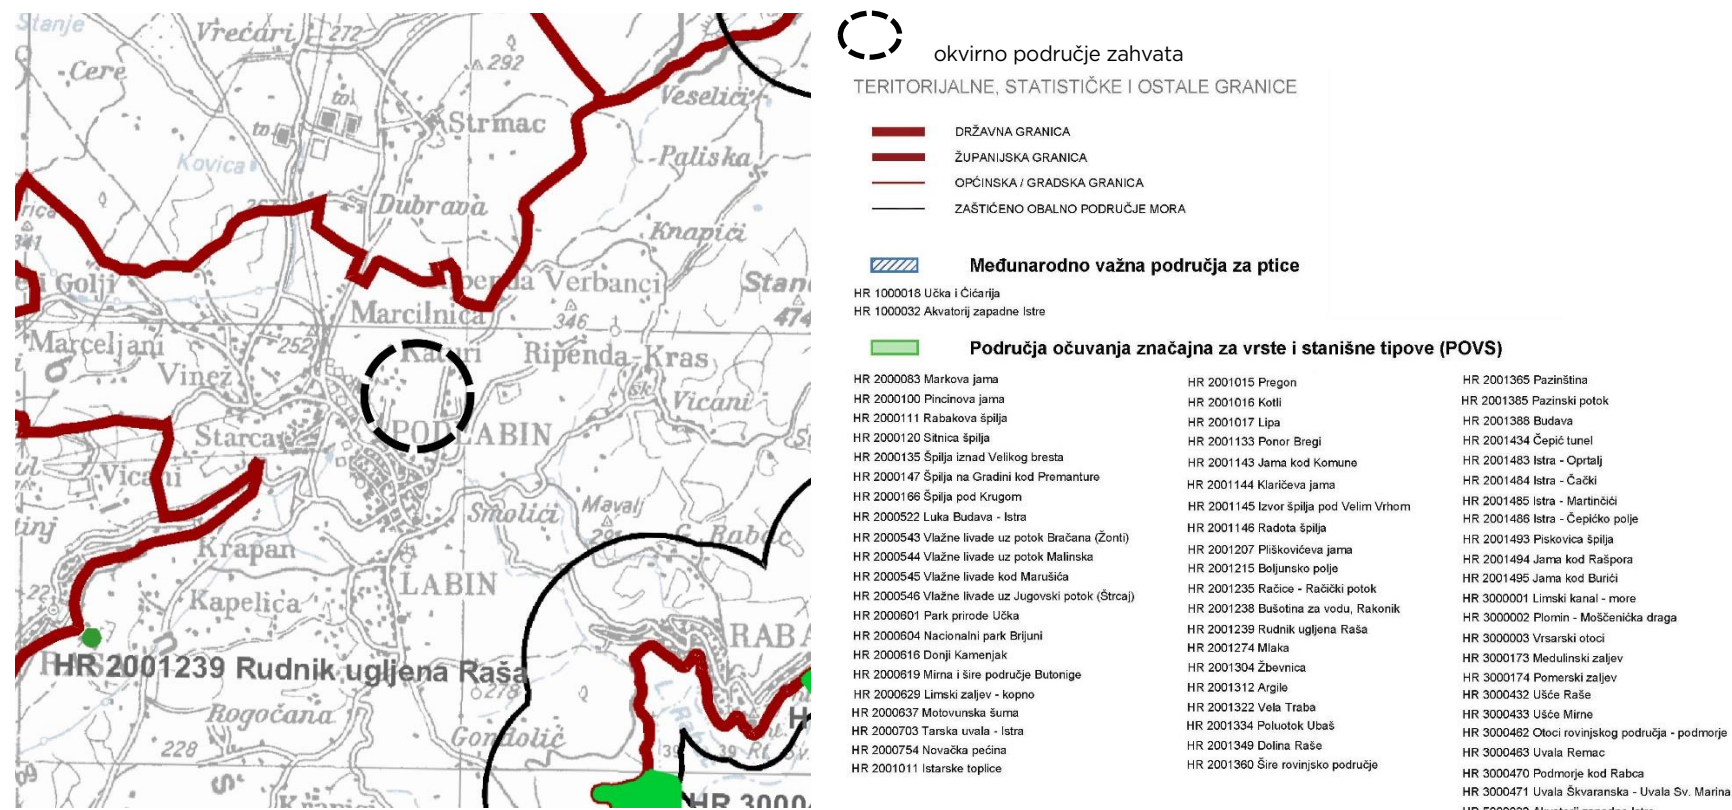 Stanje
Vrećari
272
Cere
292
Veselići
to.
Strmac
to.
Kovica
Paliska
Dubrava
341
Knapići
Golji
Verbanci
Stan
Marcilnica
346
474
Marceljani
252
Katuri
Ripenda-Kras
Vinež
šk
Vicani
Starca
PODLABIN
Vicani
Smolići
Mavalj
Krapan
G. Rabac
22
LABIN
Kapelica
RABA
HR 2001239 Rudnik ugljena Raša
278
Rogočana
228
Gondolić
39
39 Rt
HR 3000
okvirno područje zahvata
TERITORIJALNE, STATISTIČKE I OSTALE GRANICE
DRŽAVNA GRANICA
ŽUPANIJSKA GRANICA
OPĆINSKA / GRADSKA GRANICA
ZAŠTIĆENO OBALNO PODRUČJE MORA
Međunarodno važna područja za ptice
HR 1000018 Učka i Ćićarija
HR 1000032 Akvatorij zapadne Istre
Područja očuvanja značajna za vrste i stanišne tipove (POVS)
HR 2000083 Markova jama
HR 2000100 Pincinova jama
HR 2000111 Rabakova špilja
HR 2000120 Sitnica špilja
HR 2000135 Špilja iznad Velikog bresta
HR 2000147 Špilja na Gradini kod Premanture
HR 2000166 Špilja pod Krugom
HR 2000522 Luka Budava - Istra
HR 2000543 Vlažne livade uz potok Bračana (Žonti)
HR 2000544 Vlažne livade uz potok Malinska
HR 2000545 Vlažne livade kod Marušića
HR 2000546 Vlažne livade uz Jugovski potok (Štrcaj)
HR 2000601 Park prirode Učka
HR 2000604 Nacionalni park Brijuni
HR 2000616 Donji Kamenjak
HR 2000619 Mirna i šire područje Butonige
HR 2000629 Limski zaljev - kopno
HR 2000637 Motovunska šuma
HR 2000703 Tarska uvala - Istra
HR 2000754 Novačka pećina
HR 2001011 Istarske toplice
HR 2001015 Pregon
HR 2001016 Kotli
HR 2001017 Lipa
HR 2001133 Ponor Bregi
HR 2001143 Jama kod Komune
HR 2001144 Klarićeva jama
HR 2001145 Izvor špilja pod Velim Vrhom
HR 2001146 Radota špilja
HR 2001207 Pliškovićeva jama
HR 2001215 Boljunsko polje
HR 2001235 Račice - Račički potok
HR 2001238 Bušotina za vodu, Rakonik
HR 2001239 Rudnik ugljena Raša
HR 2001274 Mlaka
HR 2001304 Žbevnica
HR 2001312 Argile
HR 2001322 Vela Traba
HR 2001334 Poluotok Ubaš
HR 2001349 Dolina Raše
HR 2001360 Šire rovinjsko područje
HR 2001365 Pazinština
HR 2001385 Pazinski potok
HR 2001388 Budava
HR 2001434 Čepić tunel
HR 2001483 Istra - Oprtalj
HR 2001484 Istra - Čački
HR 2001485 Istra - Martinčići
HR 2001486 Istra - Čepićko polje
HR 2001493 Piskovica špilja
HR 2001494 Jama kod Rašpora
HR 2001495 Jama kod Burići
HR 3000001 Limski kanal - more
HR 3000002 Plomin - Moščenička draga
HR 3000003 Vrsarski otoci
HR 3000173 Medulinski zaljev
HR 3000174 Pomerski zaljev
HR 3000432 Ušće Raše
HR 3000433 Ušće Mirne
HR 3000462 Otoci rovinjskog područja - podmorje
HR 3000463 Uvala Remac
HR 3000470 Podmorje kod Rabca
HR 3000471 Uvala Škvaranska - Uvala Sv. Marina